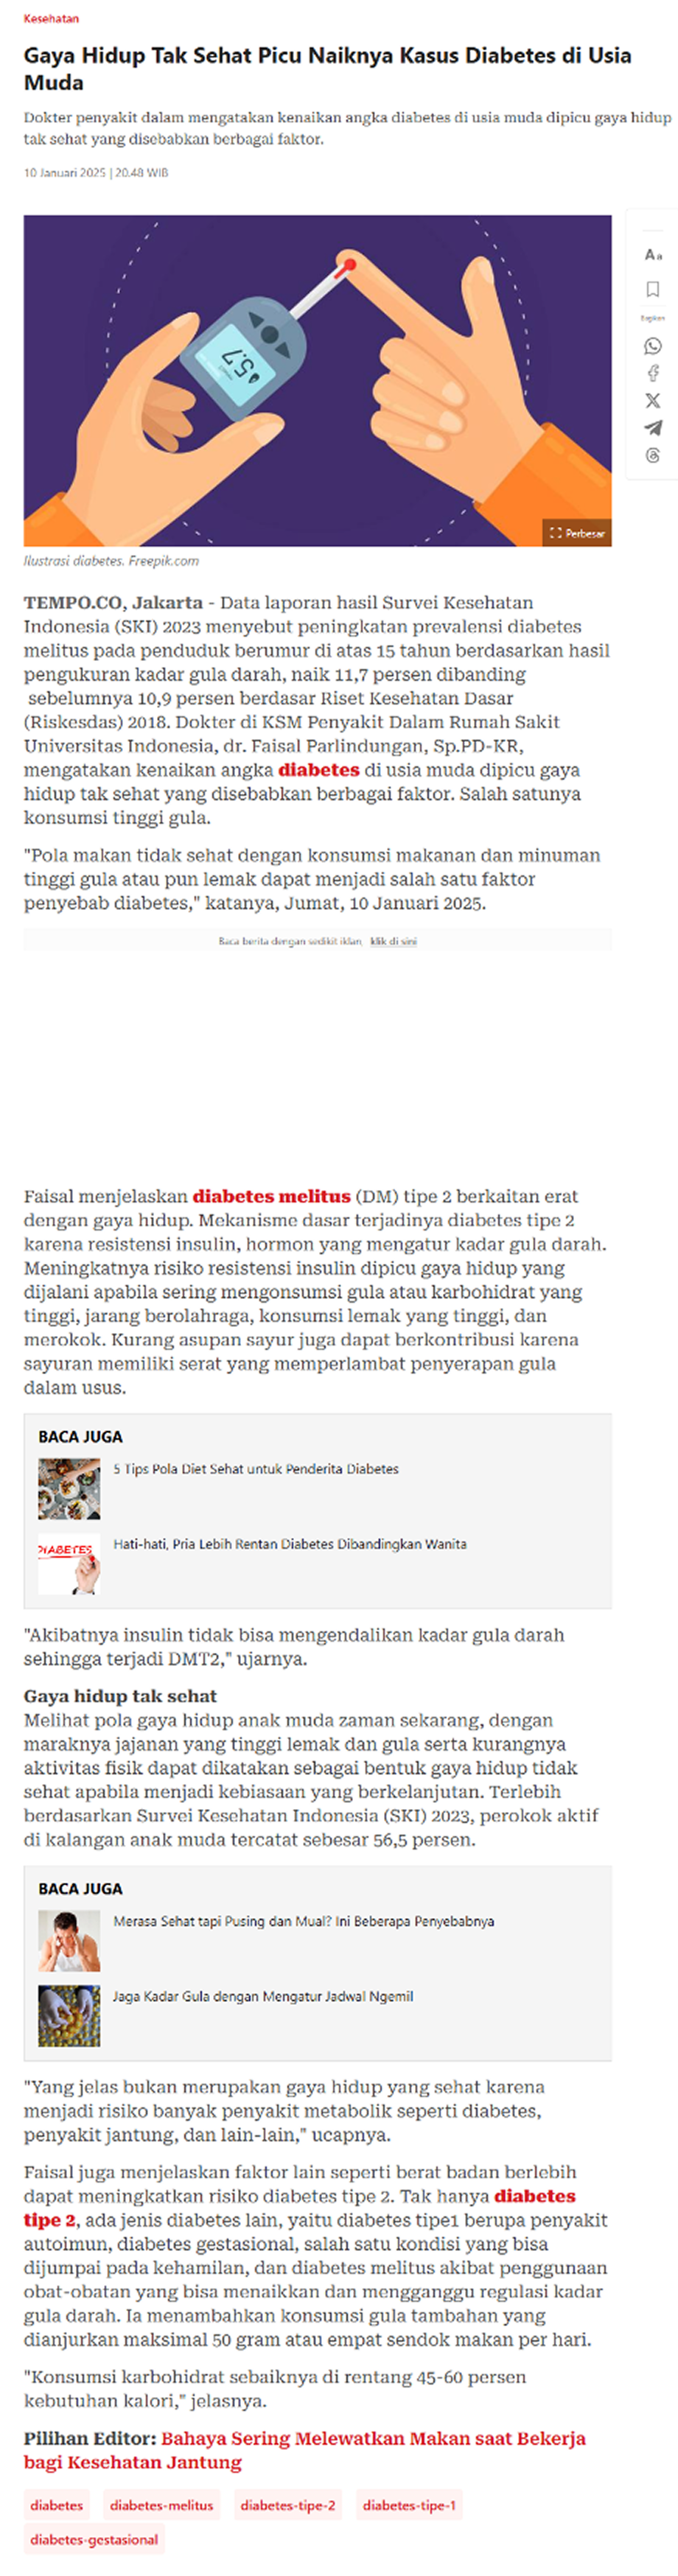 Kesehatan
Gaya Hidup Tak Sehat Picu Naiknya Kasus Diabetes di Usia
Muda
Dokter penyakit dalam mengatakan kenaikan angka diabetes di usia muda dipicu gaya hidup
tak sehat yang disebabkan berbagai faktor.
10 Januari 2025 | 20.48 WIB
Aa
Bagikan
5.7
Perbesar
Ilustrasi diabetes. Freepik.com
TEMPO.CO, Jakarta - Data laporan hasil Survei Kesehatan
Indonesia (SKI) 2023 menyebut peningkatan prevalensi diabetes
melitus pada penduduk berumur di atas 15 tahun berdasarkan hasil
pengukuran kadar gula darah, naik 11,7 persen dibanding
sebelumnya 10,9 persen berdasar Riset Kesehatan Dasar
(Riskesdas) 2018. Dokter di KSM Penyakit Dalam Rumah Sakit
Universitas Indonesia, dr. Faisal Parlindungan, Sp.PD-KR,
mengatakan kenaikan angka diabetes di usia muda dipicu gaya
hidup tak sehat yang disebabkan berbagai faktor. Salah satunya
konsumsi tinggi gula.
"Pola makan tidak sehat dengan konsumsi makanan dan minuman
tinggi gula atau pun lemak dapat menjadi salah satu faktor
penyebab diabetes," katanya, Jumat, 10 Januari 2025.
Baca berita dengan sedikit iklan, klik di sini
Faisal menjelaskan diabetes melitus (DM) tipe 2 berkaitan erat
dengan gaya hidup. Mekanisme dasar terjadinya diabetes tipe 2
karena resistensi insulin, hormon yang mengatur kadar gula darah.
Meningkatnya risiko resistensi insulin dipicu gaya hidup yang
dijalani apabila sering mengonsumsi gula atau karbohidrat yang
tinggi, jarang berolahraga, konsumsi lemak yang tinggi, dan
merokok. Kurang asupan sayur juga dapat berkontribusi karena
sayuran memiliki serat yang memperlambat penyerapan gula
dalam usus.
BACA JUGA
5 Tips Pola Diet Sehat untuk Penderita Diabetes
DIABETES
Hati-hati, Pria Lebih Rentan Diabetes Dibandingkan Wanita
"Akibatnya insulin tidak bisa mengendalikan kadar gula darah
sehingga terjadi DMT2," ujarnya.
Gaya hidup tak sehat
Melihat pola gaya hidup anak muda zaman sekarang, dengan
maraknya jajanan yang tinggi lemak dan gula serta kurangnya
aktivitas fisik dapat dikatakan sebagai bentuk gaya hidup tidak
sehat apabila menjadi kebiasaan yang berkelanjutan. Terlebih
berdasarkan Survei Kesehatan Indonesia (SKI) 2023, perokok aktif
di kalangan anak muda tercatat sebesar 56,5 persen.
BACA JUGA
Merasa Sehat tapi Pusing dan Mual? Ini Beberapa Penyebabnya
Jaga Kadar Gula dengan Mengatur Jadwal Ngemil
"Yang jelas bukan merupakan gaya hidup yang sehat karena
menjadi risiko banyak penyakit metabolik seperti diabetes,
penyakit jantung, dan lain-lain," ucapnya.
Faisal juga menjelaskan faktor lain seperti berat badan berlebih
dapat meningkatkan risiko diabetes tipe 2. Tak hanya diabetes
tipe 2, ada jenis diabetes lain, yaitu diabetes tipe1 berupa penyakit
autoimun, diabetes gestasional, salah satu kondisi yang bisa
dijumpai pada kehamilan, dan diabetes melitus akibat penggunaan
obat-obatan yang bisa menaikkan dan mengganggu regulasi kadar
gula darah. Ia menambahkan konsumsi gula tambahan yang
dianjurkan maksimal 50 gram atau empat sendok makan per hari.
"Konsumsi karbohidrat sebaiknya di rentang 45-60 persen
kebutuhan kalori," jelasnya.
Pilihan Editor: Bahaya Sering Melewatkan Makan saat Bekerja
bagi Kesehatan Jantung
diabetes diabetes-melitus diabetes-tipe-2 diabetes-tipe-1
diabetes-gestasional